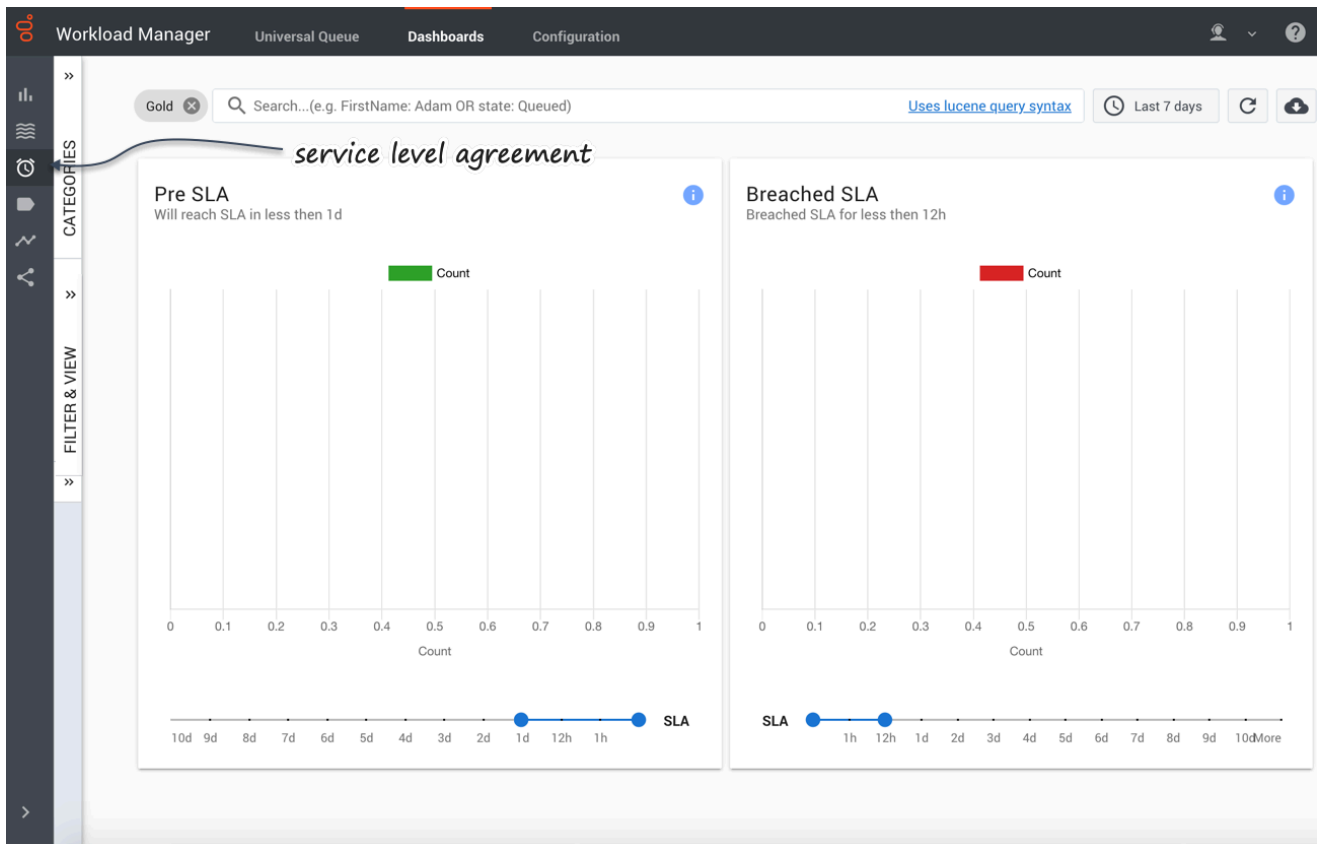 Workload Manager Universal Queue Dashboards Configuration
CATEGORIES
FILTER & VIEW
Gold Search...(e.g. FirstName: Adam OR state: Queued) Uses lucene query syntax Last 7 days
service level agreement
Pre SLA
Will reach SLA in less then 1d
Count
0 0.1 0.2 0.3 0.4 0.5 0.6 0.7 0.8 0.9 1
Count
10d 9d 8d 7d 6d 5d 4d 3d 2d 1d 12h 1h SLA
Breached SLA
Breached SLA for less then 12h
Count
0 0.1 0.2 0.3 0.4 0.5 0.6 0.7 0.8 0.9 1
Count
SLA 1h 12h 1d 2d 3d 4d 5d 6d 7d 8d 9d 10d More